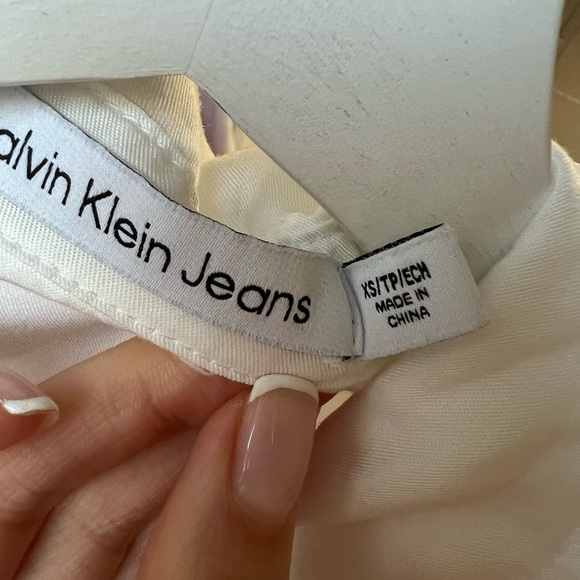 alvin Klein Jeans
XS/TP/ECH
MADE IN
CHINA